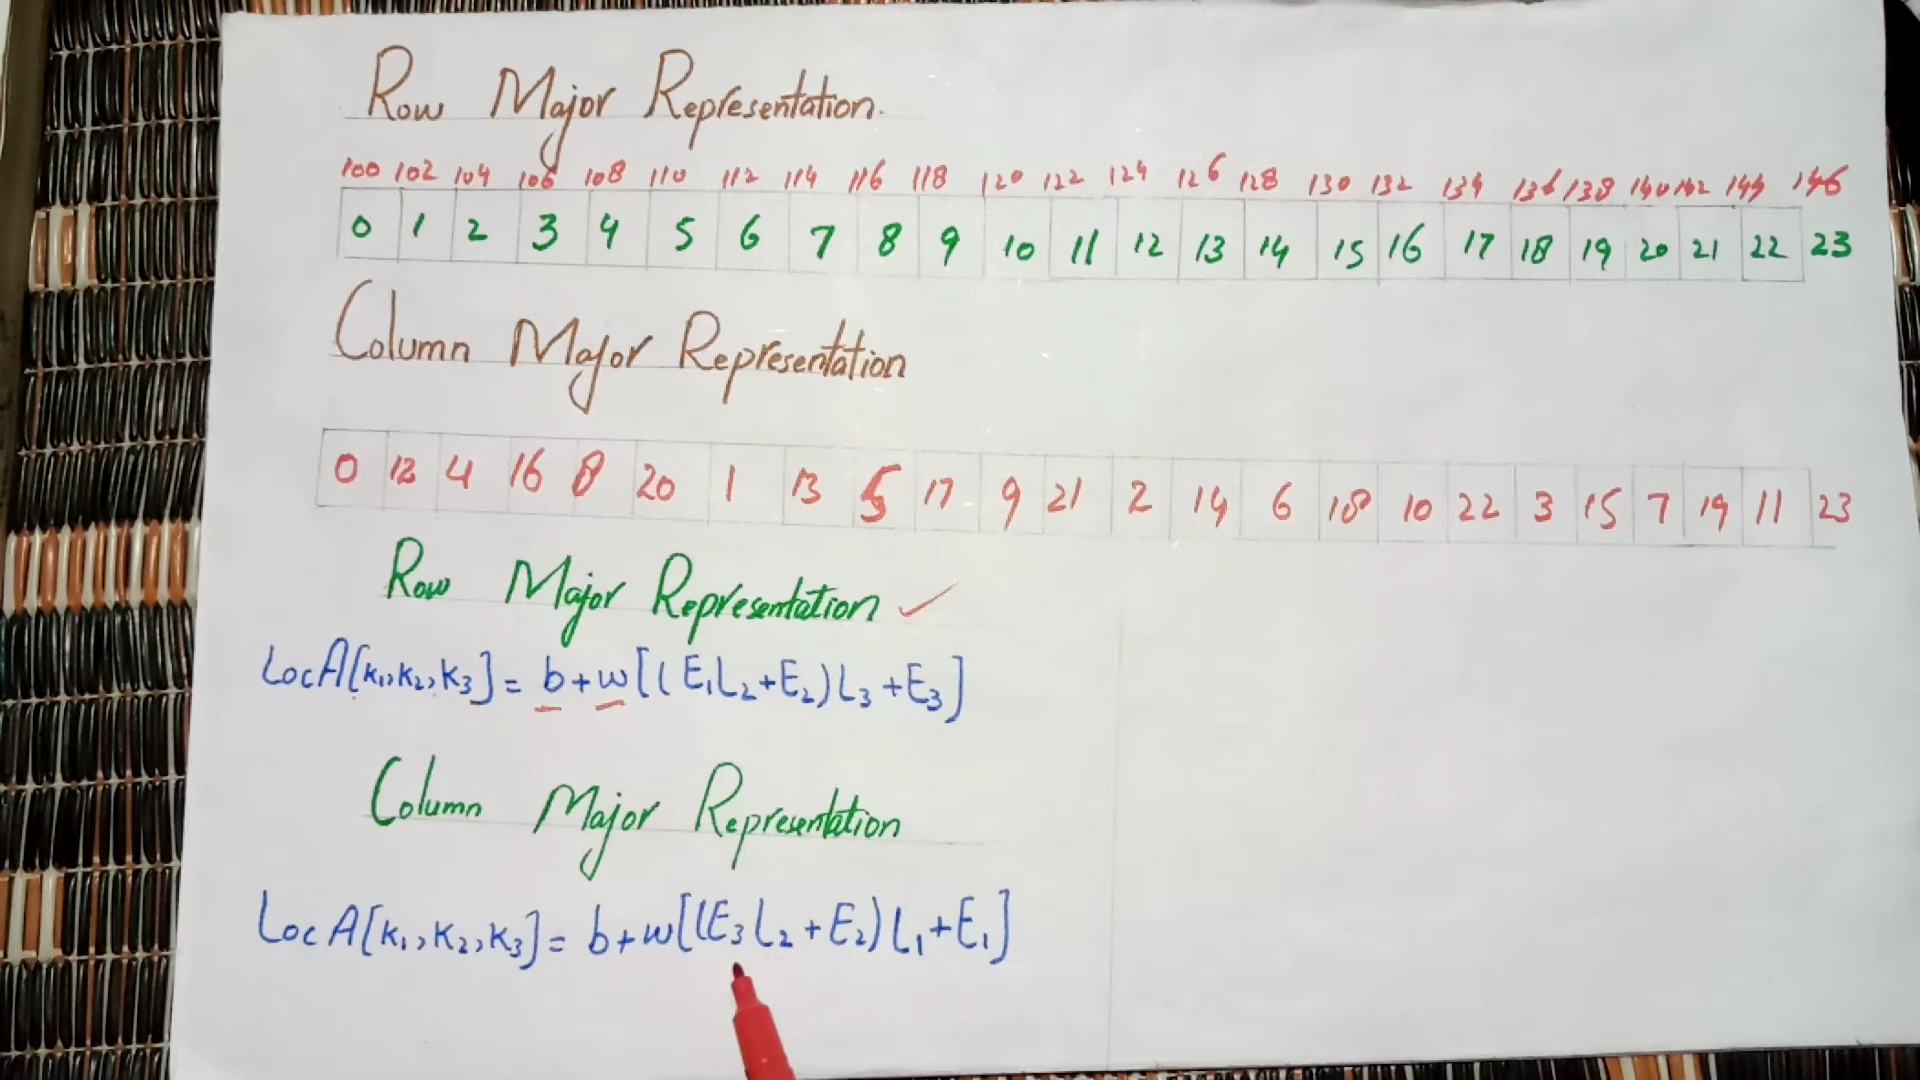 Row Major Representation.
100 102 104 106 108 110 112 114 116 118 120 122 124 126 128 130 132 134 136 138 140 142 144 146
0 1 2 3 4 5 6 7 8 9 10 11 12 13 14 15 16 17 18 19 20 21 22 23
Column Major Representation
0 12 4 16 8 20 1 13 5 17 9 21 2 14 6 18 10 22 3 15 7 19 11 23
Row Major Representation ✓
Loc A[K₁,K₂,K₃] = b+w[(E₁L₂+E₂)L₃+E₃]
Column Major Representation
Loc A[K₁,K₂,K₃] = b+w[(E₃L₂+E₂)L₁+E₁]